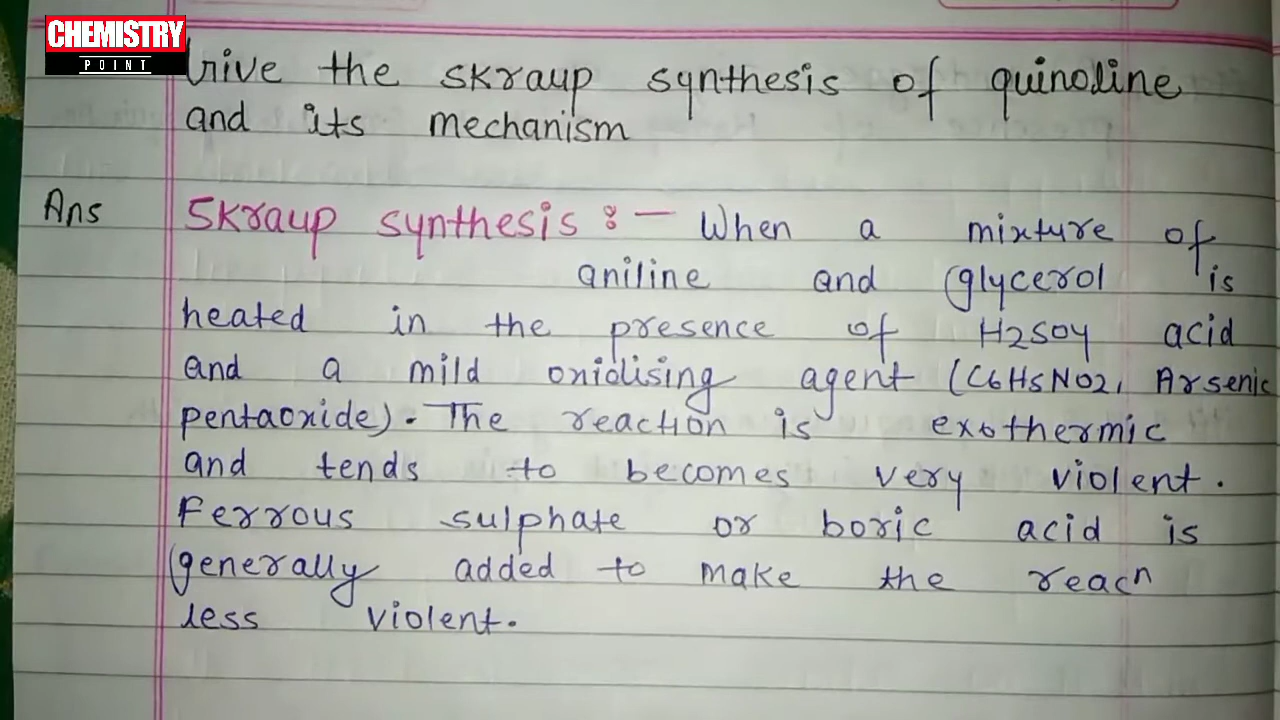 CHEMISTRY
POINT
Give the skraup synthesis of quinoline
and its mechanism
Ans Skraup synthesis :- When a mixture of
aniline and Glycerol is
heated in the presence of H2SO4 acid
and a mild oxidising agent (C6H5NO2, Arsenic
pentaoxide). The reaction is exothermic
and tends to becomes very violent.
Ferrous sulphate or boric acid is
Generally added to make the reacn
less violent.